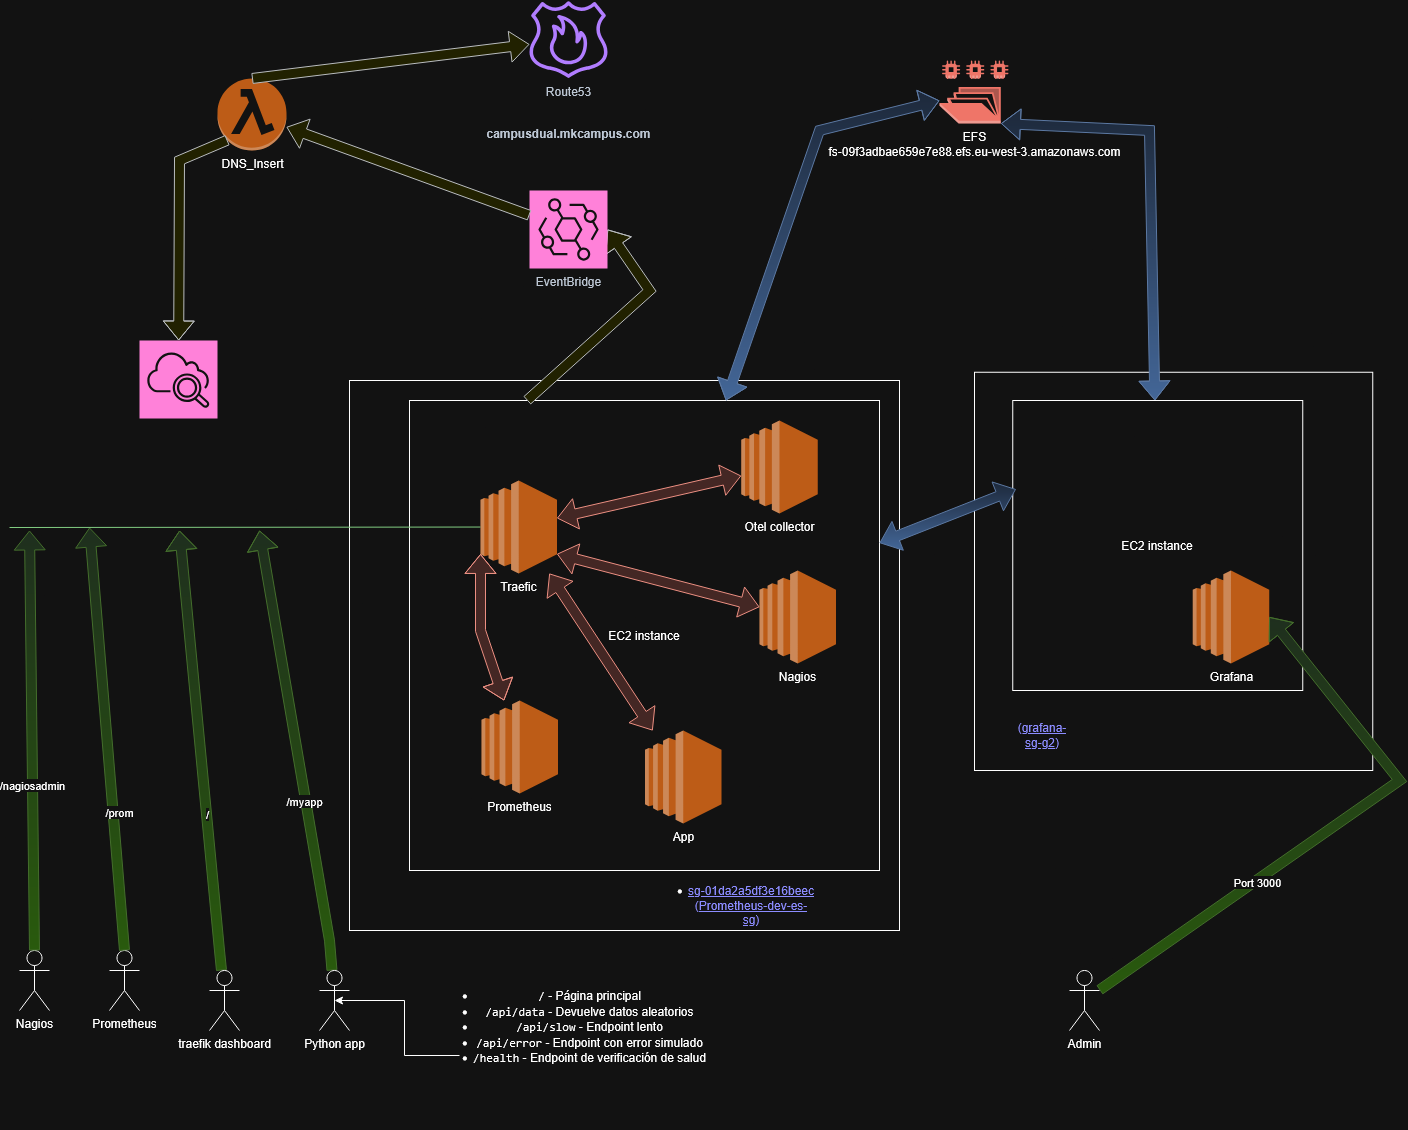 Route53
campusdual.mkcampus.com
DNS_Insert
EFS
fs-09f3adbae659e7e88.efs.eu-west-3.amazonaws.com
EventBridge
Otel collector
Traefic
EC2 instance
Nagios
Prometheus
App
sg-01da2a5df3e16beec
(Prometheus-dev-es-
sg)
EC2 instance
Grafana
(grafana-
sg-g2)
/nagiosadmin
/prom
/
/myapp
Port 3000
Nagios
Prometheus
traefik dashboard
Python app
/ - Página principal
/api/data - Devuelve datos aleatorios
/api/slow - Endpoint lento
/api/error - Endpoint con error simulado
/health - Endpoint de verificación de salud
Admin